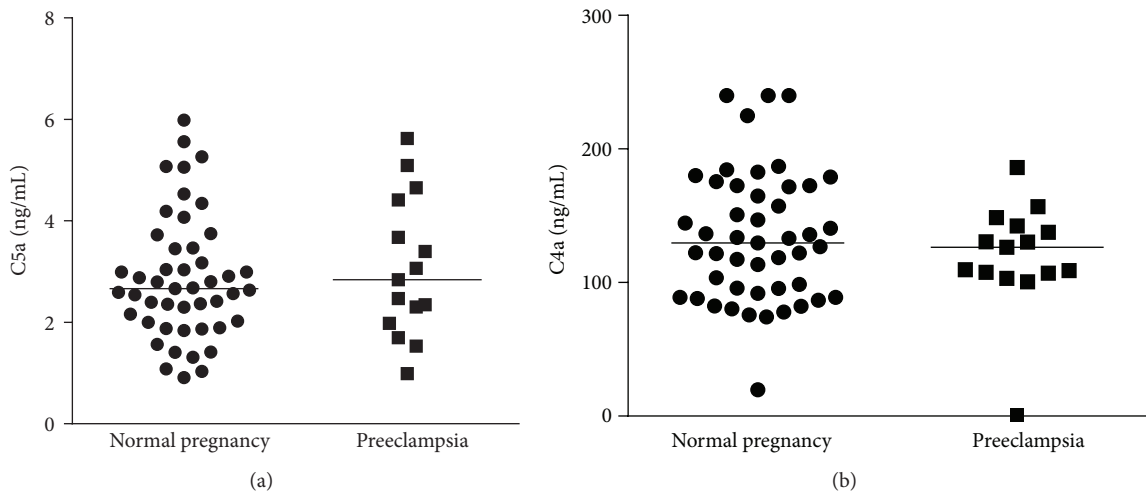 8
6
4
2
0
C5a (ng/mL)
Normal pregnancy
Preeclampsia
(a)
300
200
100
0
C4a (ng/mL)
Normal pregnancy
Preeclampsia
(b)